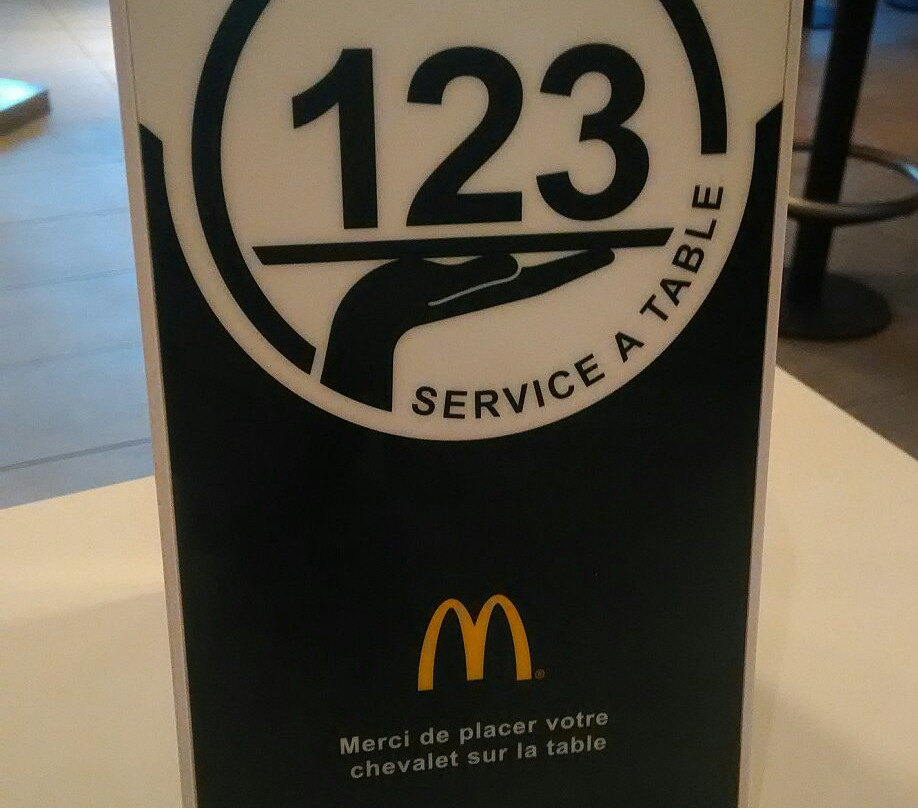 123
SERVICE A TABLE
Merci de placer votre
chevalet sur la table